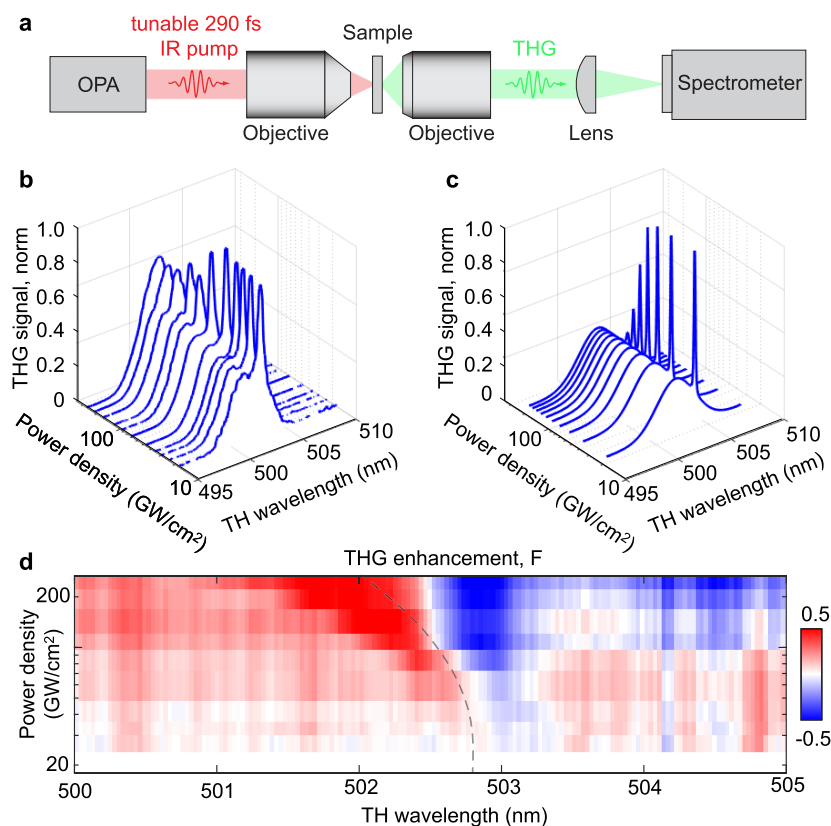 a
tunable 290 fs
IR pump
OPA
Objective
Sample
Objective
THG
Lens
Spectrometer
b
THG signal, norm
1.0
0.8
0.6
0.4
0.2
0
Power density (GW/cm2)
100
10
TH wavelength (nm)
495
500
505
510
c
THG signal, norm
1.0
0.8
0.6
0.4
0.2
0
Power density (GW/cm2)
100
10
TH wavelength (nm)
495
500
505
510
d
THG enhancement, F
Power density
(GW/cm2)
200
20
500
501
502
503
504
505
TH wavelength (nm)
0.5
-0.5